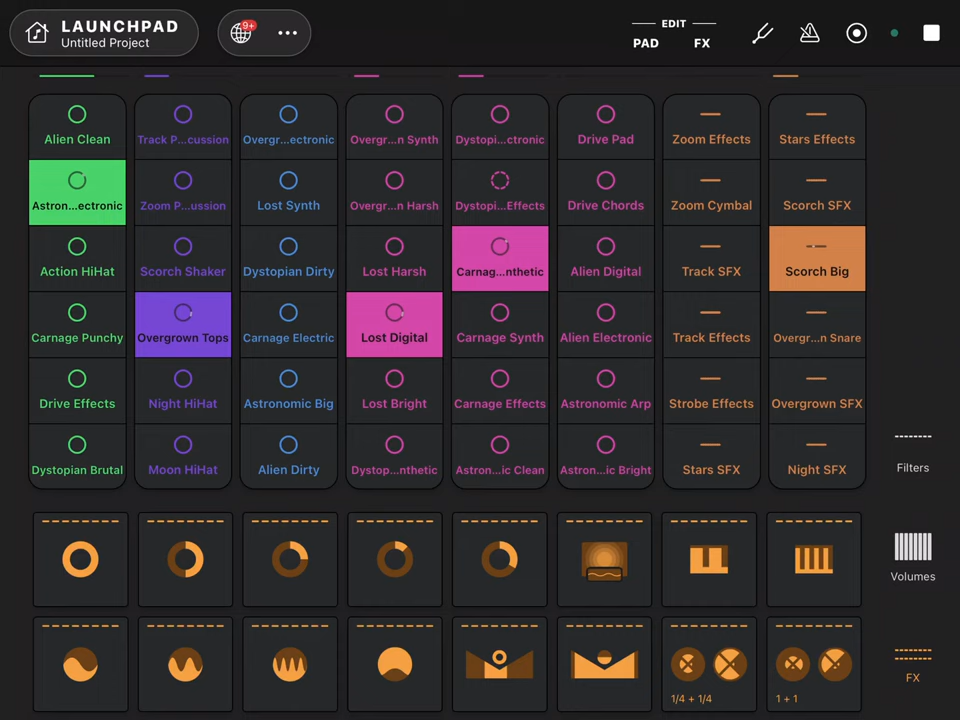 LAUNCHPAD
Untitled Project
9+
EDIT
PAD FX
Alien Clean Track P...cussion Overgr...ectronic Overgr...n Synth Dystopi...ctronic Drive Pad Zoom Effects Stars Effects
Astron...ectronic Zoom P...ussion Lost Synth Overgr...n Harsh Dystopi...Effects Drive Chords Zoom Cymbal Scorch SFX
Action HiHat Scorch Shaker Dystopian Dirty Lost Harsh Carnag...nthetic Alien Digital Track SFX Scorch Big
Carnage Punchy Overgrown Tops Carnage Electric Lost Digital Carnage Synth Alien Electronic Track Effects Overgr...n Snare
Drive Effects Night HiHat Astronomic Big Lost Bright Carnage Effects Astronomic Arp Strobe Effects Overgrown SFX
Dystopian Brutal Moon HiHat Alien Dirty Dystop...nthetic Astron...ic Clean Astron...ic Bright Stars SFX Night SFX
Filters
Volumes
FX
1/4 + 1/4 1 + 1